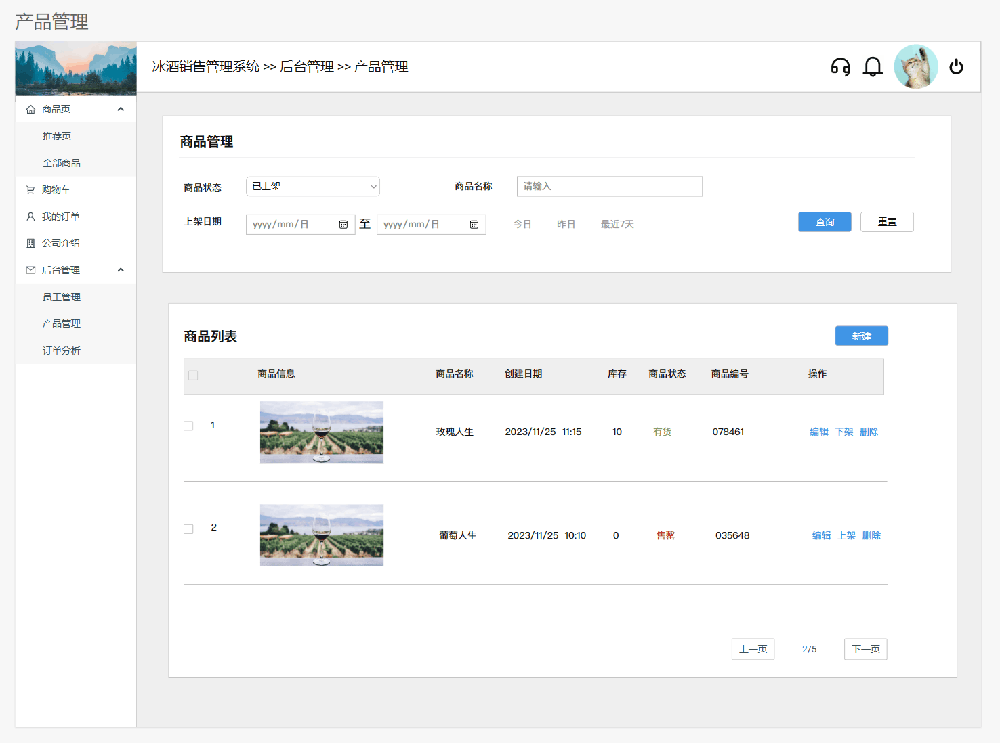 产品管理
冰酒销售管理系统 >> 后台管理 >> 产品管理
商品页
推荐页
全部商品
购物车
我的订单
公司介绍
后台管理
员工管理
产品管理
订单分析
商品管理
商品状态 已上架 商品名称 请输入
上架日期 yyyy/mm/日 至 yyyy/mm/日 今日 昨日 最近7天 查询 重置
商品列表 新建
商品信息 商品名称 创建日期 库存 商品状态 商品编号 操作
1 玫瑰人生 2023/11/25 11:15 10 有货 078461 编辑 下架 删除
2 葡萄人生 2023/11/25 10:10 0 售罄 035648 编辑 上架 删除
上一页 2/5 下一页